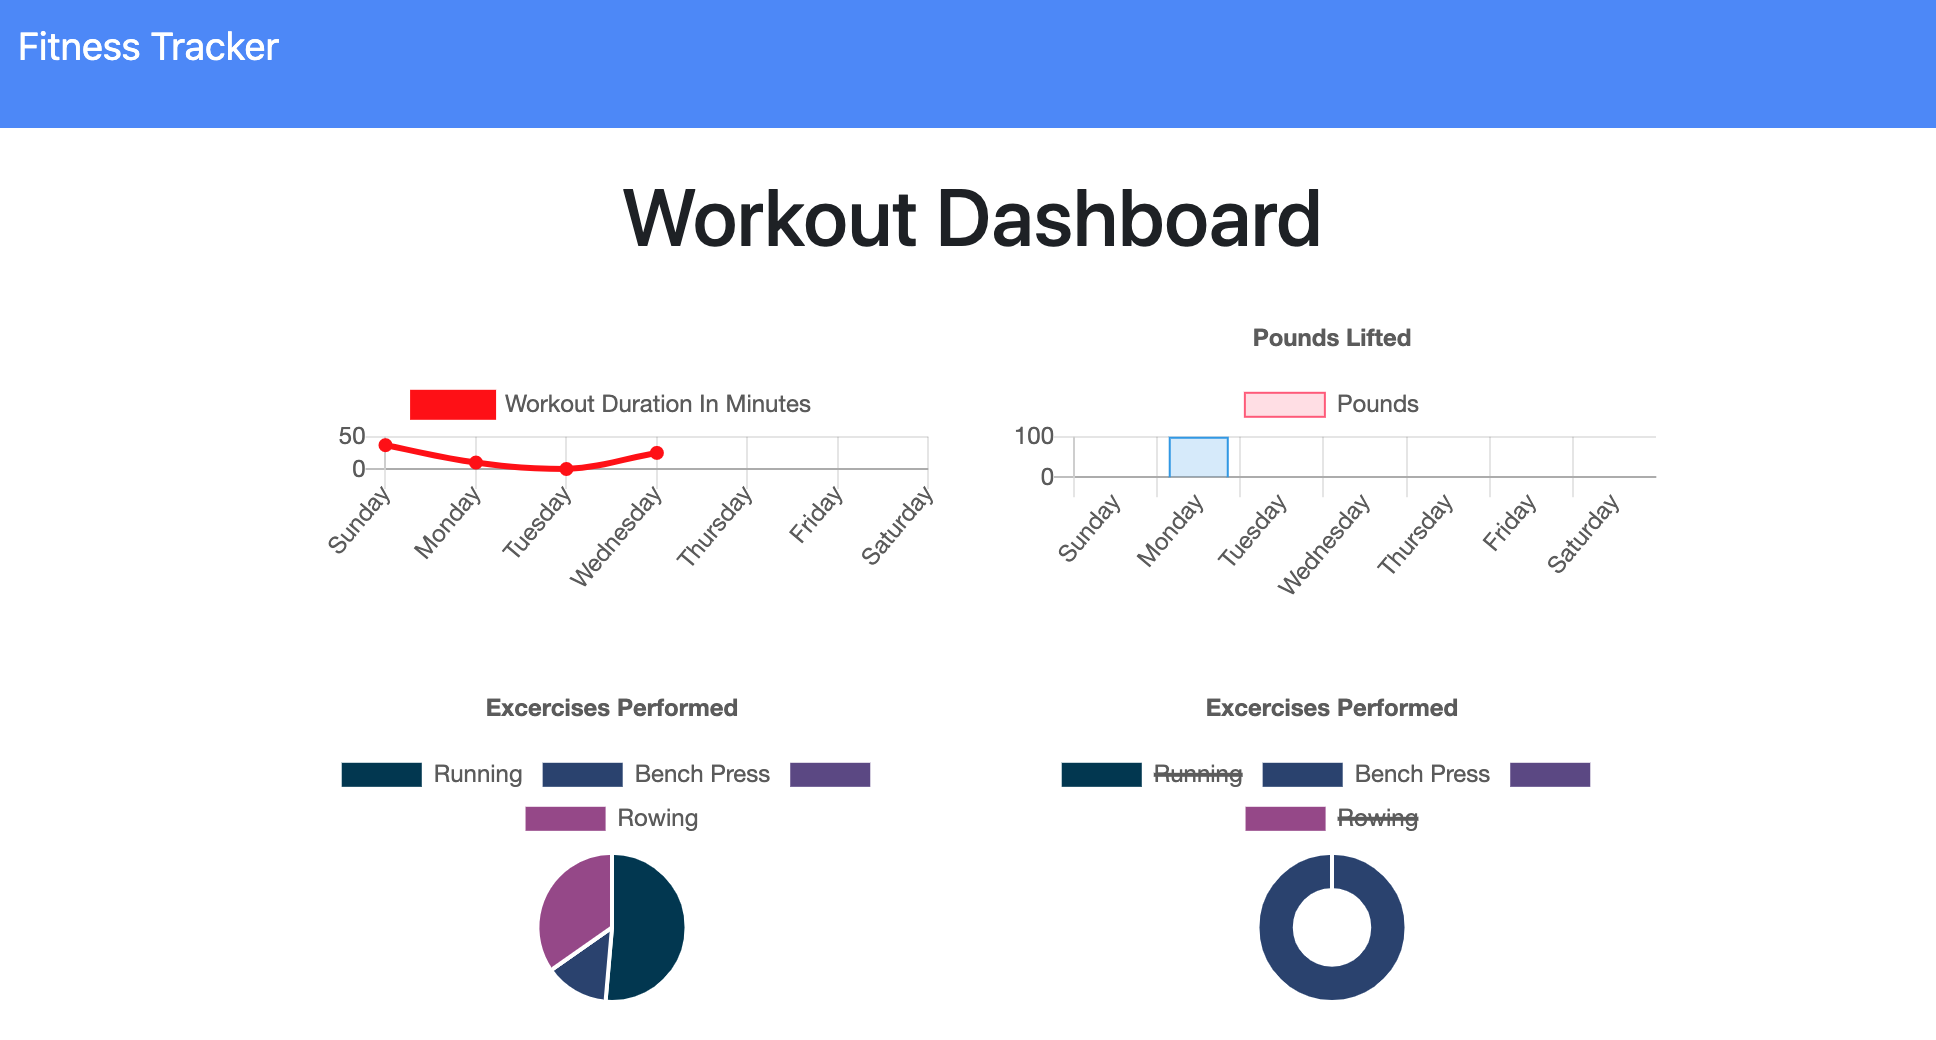 Fitness Tracker
Workout Dashboard
Workout Duration In Minutes
50
0
Sunday Monday Tuesday Wednesday Thursday Friday Saturday
Pounds Lifted
Pounds
100
0
Sunday Monday Tuesday Wednesday Thursday Friday Saturday
Excercises Performed
Running Bench Press
Rowing
Excercises Performed
Running Bench Press
Rowing